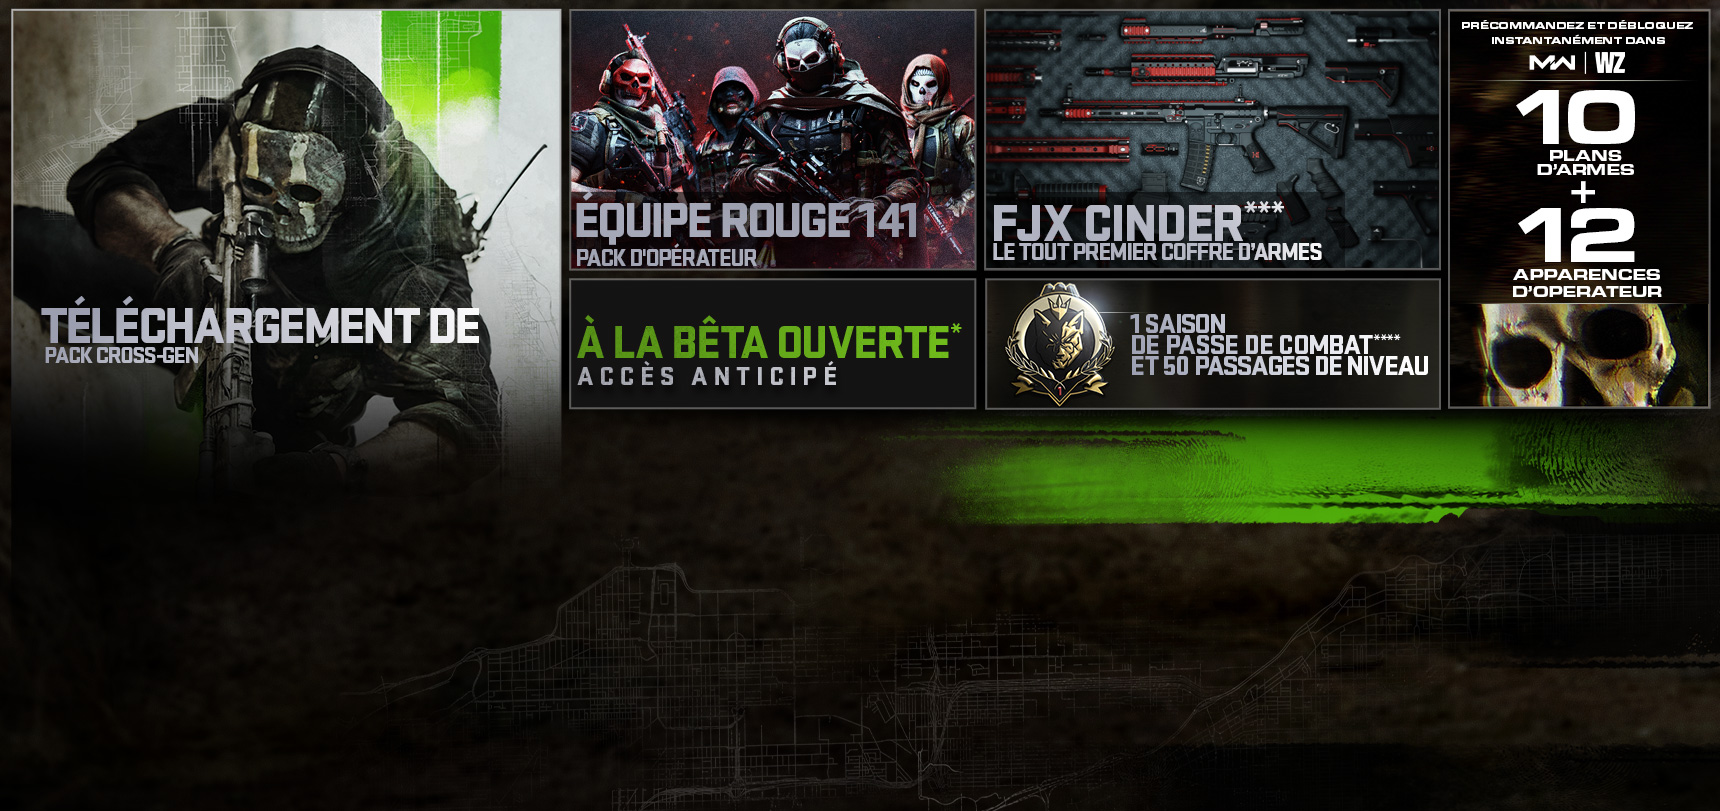 TÉLÉCHARGEMENT DE
PACK CROSS-GEN
ÉQUIPE ROUGE 141
PACK D'OPÉRATEUR
FJX CINDER***
LE TOUT PREMIER COFFRE D'ARMES
À LA BÊTA OUVERTE*
ACCÈS ANTICIPÉ
1 SAISON
DE PASSE DE COMBAT****
ET 50 PASSAGES DE NIVEAU
1
PRÉCOMMANDEZ ET DÉBLOQUEZ
INSTANTANÉMENT DANS
MW | WZ
10
PLANS
D'ARMES
+
12
APPARENCES
D'OPERATEUR